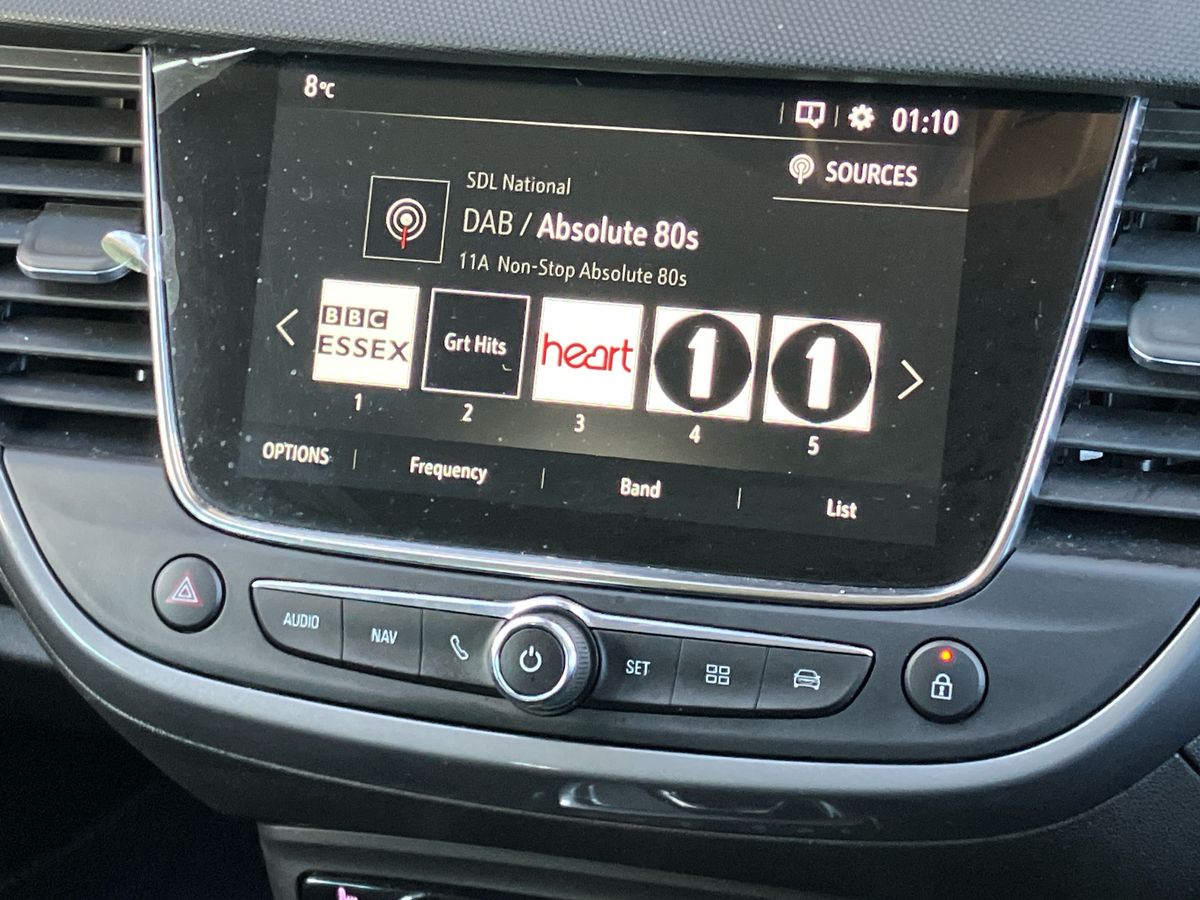 8°C
01:10
SOURCES
SDL National
DAB / Absolute 80s
11A Non-Stop Absolute 80s
BBC
ESSEX
Grt Hits
heart
1
1
1
2
3
4
5
OPTIONS
Frequency
Band
List
AUDIO
NAV
SET